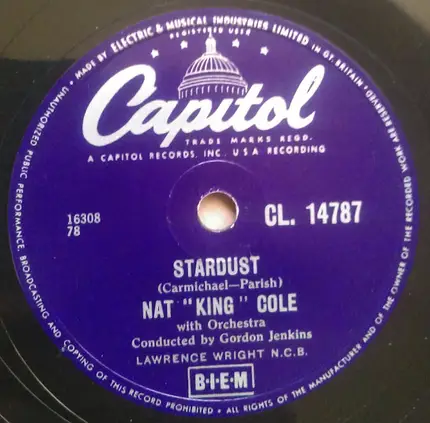 · MADE BY ELECTRIC & MUSICAL INDUSTRIES LIMITED IN GT. BRITAIN · ALL RIGHTS OF THE MANUFACTURER AND OF THE OWNER OF THE RECORDED WORK ARE RESERVED
UNAUTHORIZED PUBLIC PERFORMANCE, BROADCASTING AND COPYING OF THIS RECORD PROHIBITED ·
REGISTERED USER
Capitol
TRADE MARKS REGD.
A CAPITOL RECORDS, INC. U S A RECORDING
16308
78
CL. 14787
STARDUST
(Carmichael—Parish)
NAT "KING" COLE
with Orchestra
Conducted by Gordon Jenkins
LAWRENCE WRIGHT N.C.B.
B·I·E·M